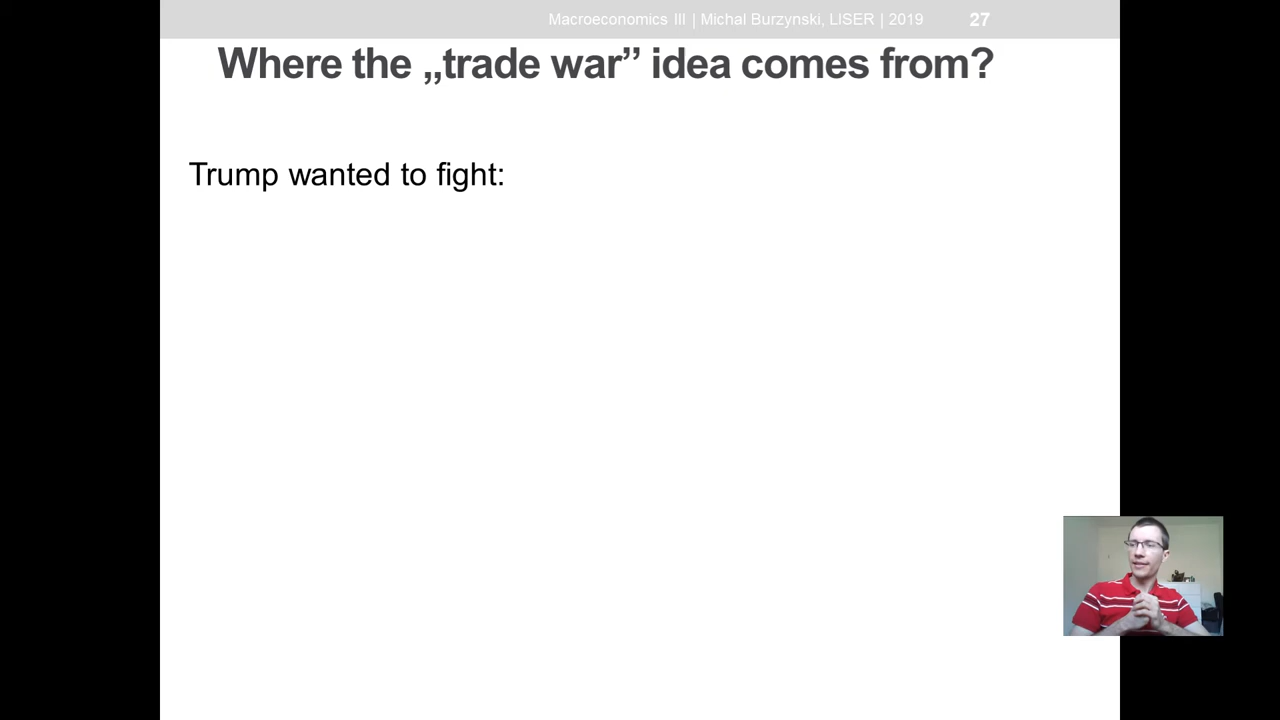 Macroeconomics III | Michal Burzynski, LISER | 2019 27
Where the „trade war” idea comes from?
Trump wanted to fight: